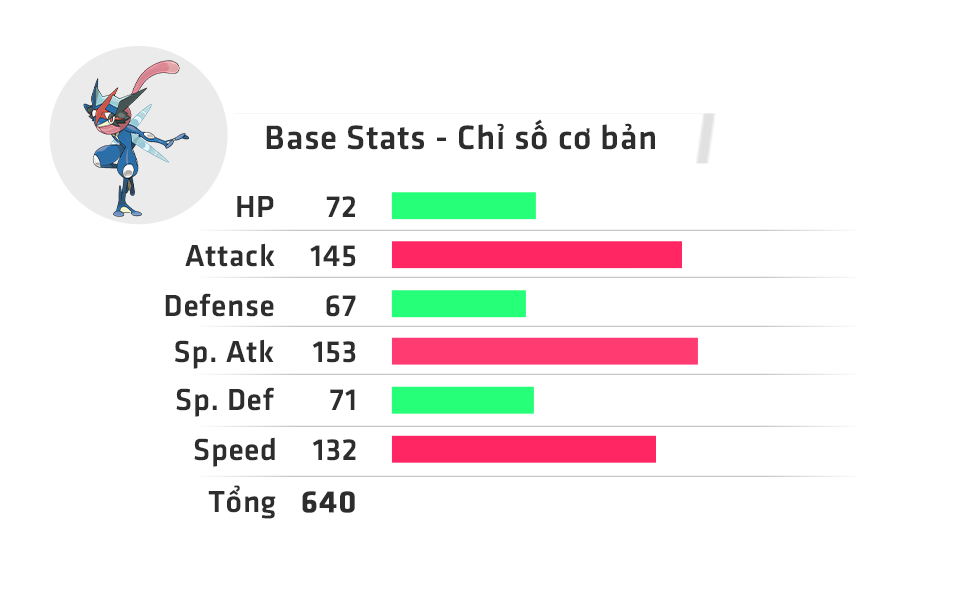 Base Stats - Chỉ số cơ bản
HP 72
Attack 145
Defense 67
Sp. Atk 153
Sp. Def 71
Speed 132
Tổng 640